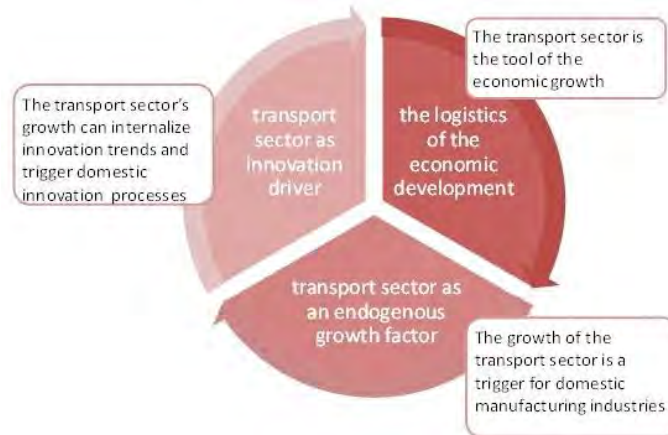 The transport sector is
the tool of the
economic growth
The transport sector's
growth can internalize
innovation trends and
trigger domestic
innovation processes
transport
sector as
innovation
driver
the logistics
of the
economic
development
transport sector as
an endogenous
growth factor
The growth of the
transport sector is a
trigger for domestic
manufacturing industries